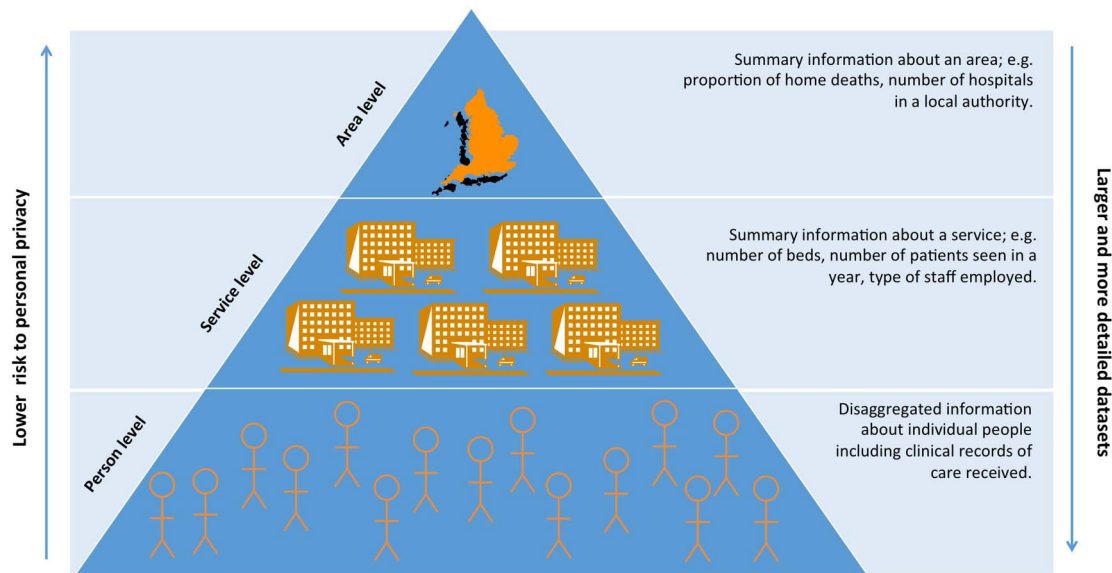 Lower risk to personal privacy
Area level
Summary information about an area; e.g.
proportion of home deaths, number of hospitals
in a local authority.
Service level
Summary information about a service; e.g.
number of beds, number of patients seen in a
year, type of staff employed.
Person level
Disaggregated information
about individual people
including clinical records of
care received.
Larger and more detailed datasets